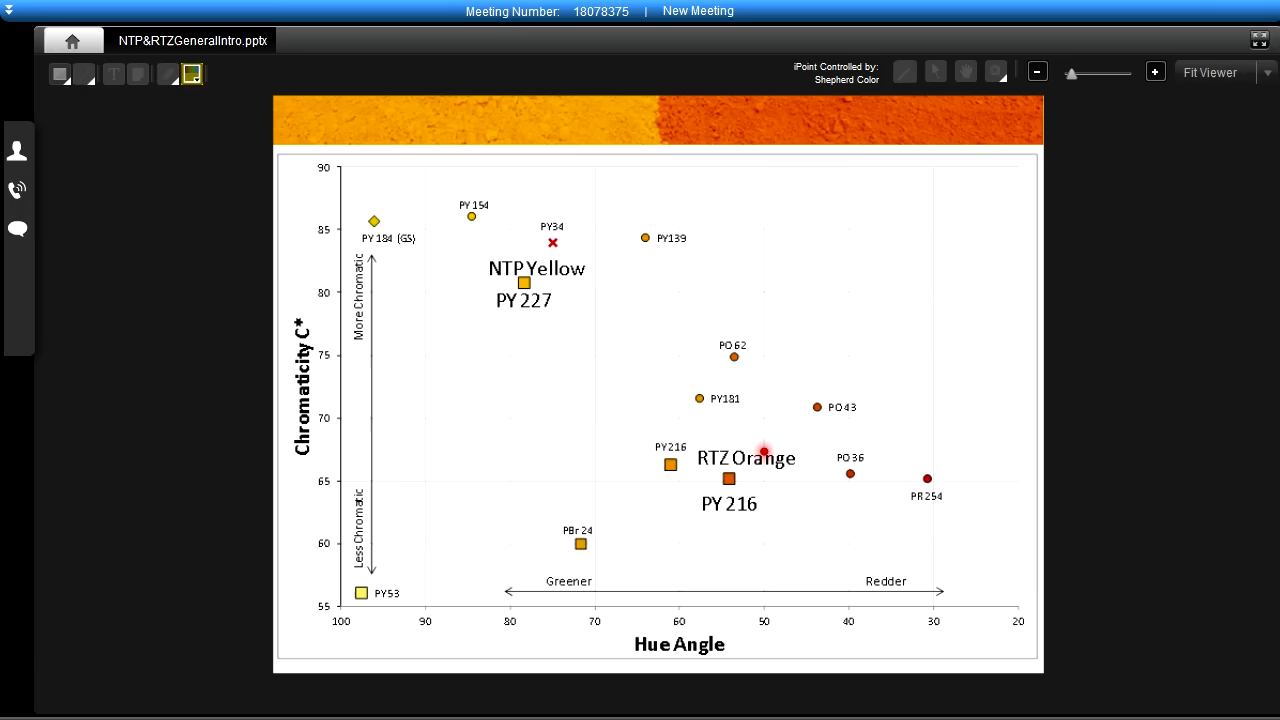 Meeting Number: 18078375 | New Meeting
NTP&RTZGeneralIntro.pptx
iPoint Controlled by:
Shepherd Color
Fit Viewer
T
90
85
80
75
70
65
60
55
Chromaticity C*
More Chromatic
Less Chromatic
PY 184 (GS)
PY 154
PY34
PY139
NTP Yellow
PY 227
PO 62
PY181
PO 43
PY216
RTZ Orange
PY 216
PO 36
PR 254
PBr 24
PY53
Greener
Redder
100 90 80 70 60 50 40 30 20
Hue Angle